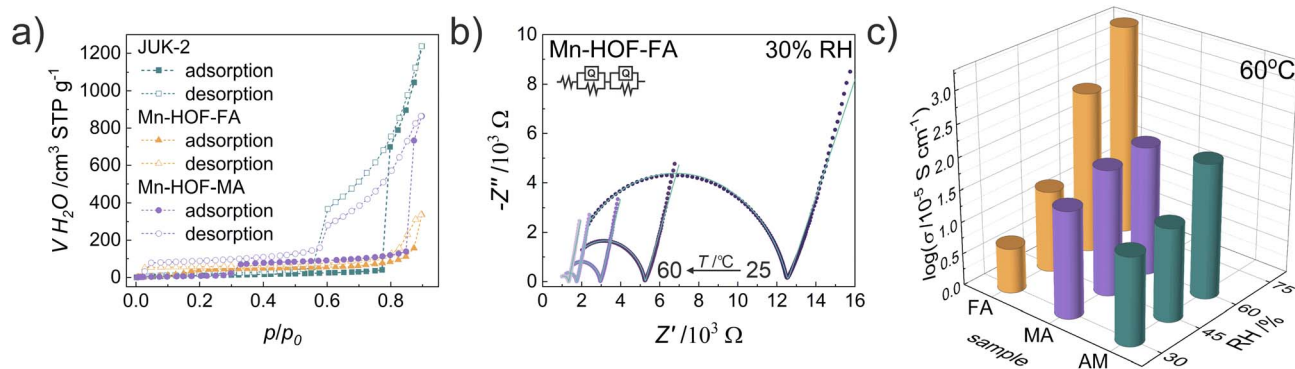 a)
V H₂O /cm³ STP g⁻¹
1200
1000
800
600
400
200
0
JUK-2
adsorption
desorption
Mn-HOF-FA
adsorption
desorption
Mn-HOF-MA
adsorption
desorption
0.0 0.2 0.4 0.6 0.8
p/p₀
b)
-Z″ /10³ Ω
10
8
6
4
2
0
Mn-HOF-FA 30% RH
Q Q
60 T /°C 25
0 2 4 6 8 10 12 14 16
Z′ /10³ Ω
c)
60°C
log(σ/10⁻⁵ S cm⁻¹)
3.0
2.5
2.0
1.5
1.0
0.5
0.0
FA
MA
AM
sample
30
45
60
75
RH /%